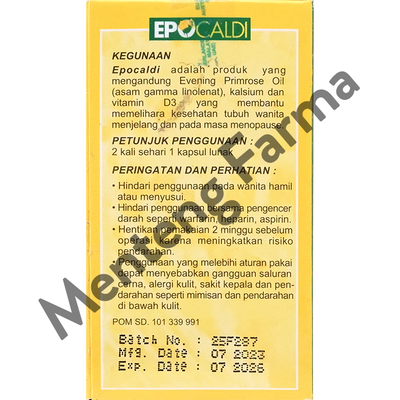 EPOCALDI
KEGUNAAN
Epocaldi adalah produk yang
mengandung Evening Primrose Oil
(asam gamma linolenat), kalsium dan
vitamin D3 yang membantu
memelihara kesehatan tubuh wanita
menjelang dan pada masa menopause.
PETUNJUK PENGGUNAAN :
2 kali sehari 1 kapsul lunak
PERINGATAN DAN PERHATIAN :
• Hindari penggunaan pada wanita hamil
atau menyusui.
• Hindari penggunaan bersama pengencer
darah seperti warfarin, heparin, aspirin.
• Hentikan pemakaian 2 minggu sebelum
operasi karena meningkatkan risiko
pendarahan.
• Penggunaan yang melebihi aturan pakai
dapat menyebabkan gangguan saluran
cerna, alergi kulit, sakit kepala dan pen-
darahan seperti mimisan dan pendarahan
di bawah kulit.
POM SD. 101 339 991
Batch No. : 25F287
Mfg. Date : 07 2023
Exp. Date : 07 2026
Menteng Farma